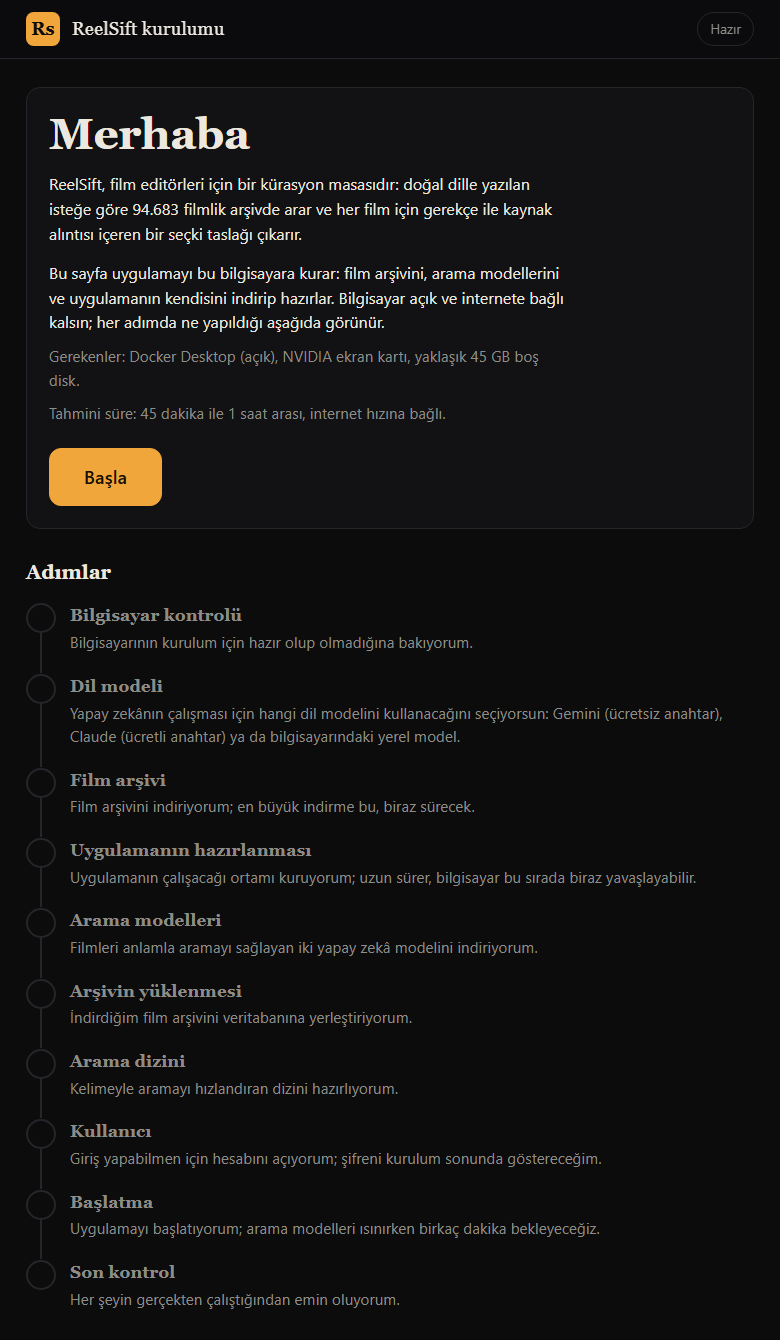 Rs
ReelSift kurulumu
Hazır
Merhaba
ReelSift, film editörleri için bir kürasyon masasıdır: doğal dille yazılan
isteğe göre 94.683 filmlik arşivde arar ve her film için gerekçe ile kaynak
alıntısı içeren bir seçki taslağı çıkarır.
Bu sayfa uygulamayı bu bilgisayara kurar: film arşivini, arama modellerini
ve uygulamanın kendisini indirip hazırlar. Bilgisayar açık ve internete bağlı
kalsın; her adımda ne yapıldığı aşağıda görünür.
Gerekenler: Docker Desktop (açık), NVIDIA ekran kartı, yaklaşık 45 GB boş
disk.
Tahmini süre: 45 dakika ile 1 saat arası, internet hızına bağlı.
Başla
Adımlar
Bilgisayar kontrolü
Bilgisayarının kurulum için hazır olup olmadığına bakıyorum.
Dil modeli
Yapay zekânın çalışması için hangi dil modelini kullanacağını seçiyorsun: Gemini (ücretsiz anahtar),
Claude (ücretli anahtar) ya da bilgisayarındaki yerel model.
Film arşivi
Film arşivini indiriyorum; en büyük indirme bu, biraz sürecek.
Uygulamanın hazırlanması
Uygulamanın çalışacağı ortamı kuruyorum; uzun sürer, bilgisayar bu sırada biraz yavaşlayabilir.
Arama modelleri
Filmleri anlamla aramayı sağlayan iki yapay zekâ modelini indiriyorum.
Arşivin yüklenmesi
İndirdiğim film arşivini veritabanına yerleştiriyorum.
Arama dizini
Kelimeyle aramayı hızlandıran dizini hazırlıyorum.
Kullanıcı
Giriş yapabilmen için hesabını açıyorum; şifreni kurulum sonunda göstereceğim.
Başlatma
Uygulamayı başlatıyorum; arama modelleri ısınırken birkaç dakika bekleyeceğiz.
Son kontrol
Her şeyin gerçekten çalıştığından emin oluyorum.